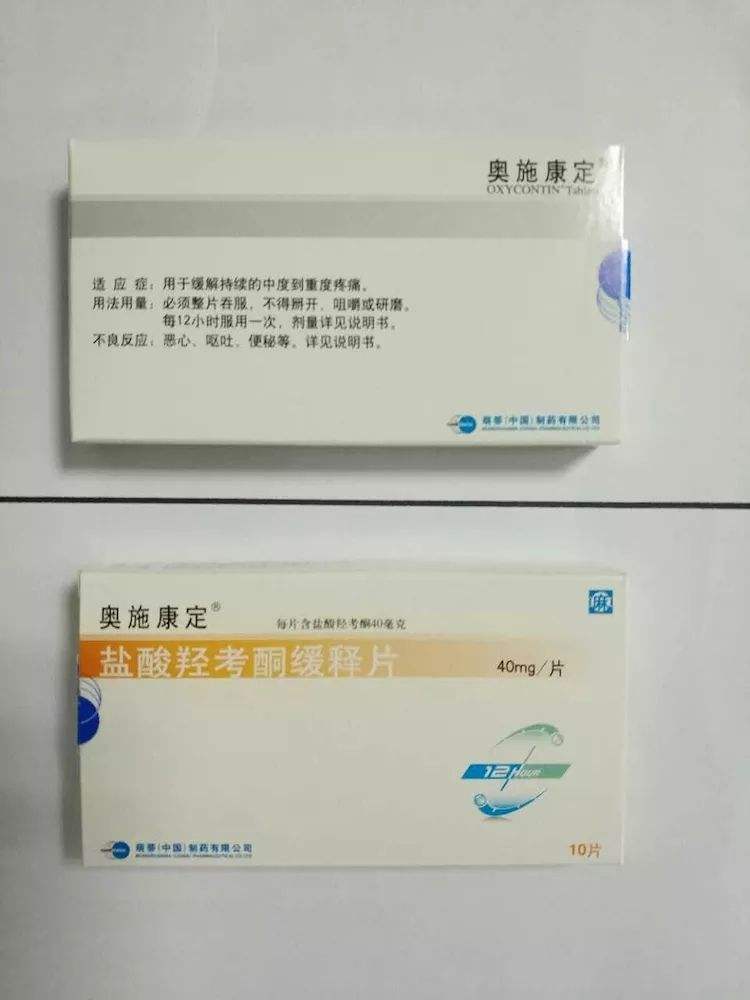 奥施康定®
OXYCONTIN® Tablets
适 应 症：用于缓解持续的中度到重度疼痛。
用法用量：必须整片吞服，不得掰开、咀嚼或研磨。
每12小时服用一次，剂量详见说明书。
不良反应：恶心、呕吐、便秘等。详见说明书。
萌蒂(中国)制药有限公司
奥施康定®
每片含盐酸羟考酮40毫克
麻
盐酸羟考酮缓释片
40mg/片
12 HOUR
萌蒂(中国)制药有限公司
10片